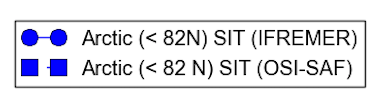 Arctic (< 82N) SIT (IFREMER)
Arctic (< 82 N) SIT (OSI-SAF)